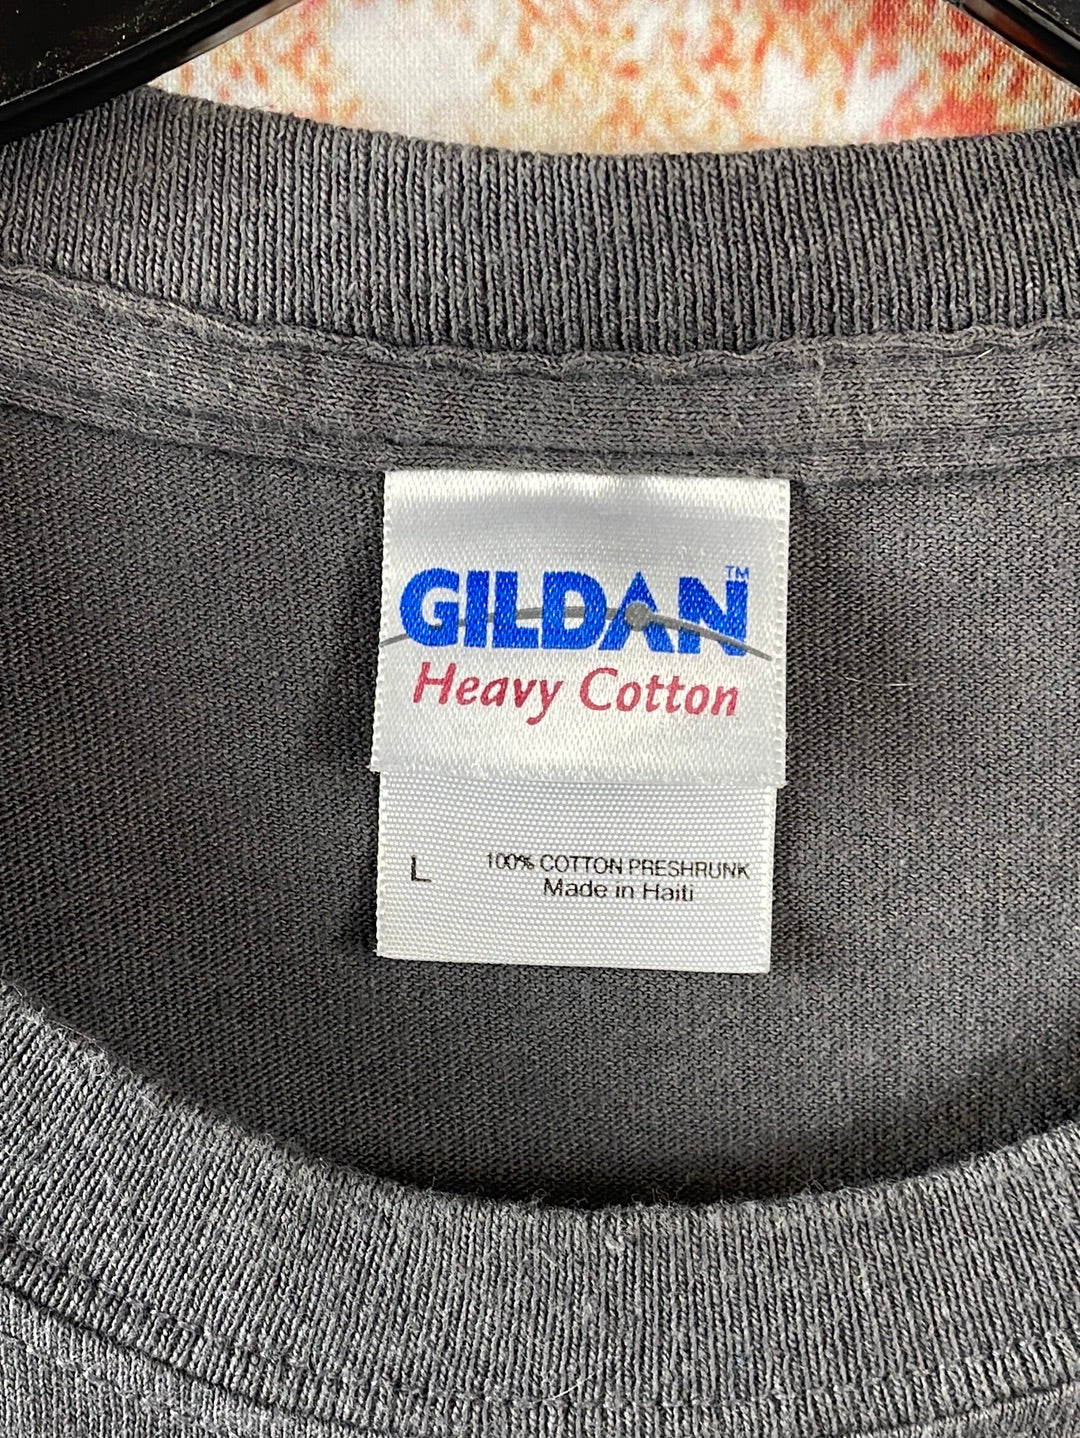 GILDAN™
Heavy Cotton
L 100% COTTON PRESHRUNK
Made in Haiti